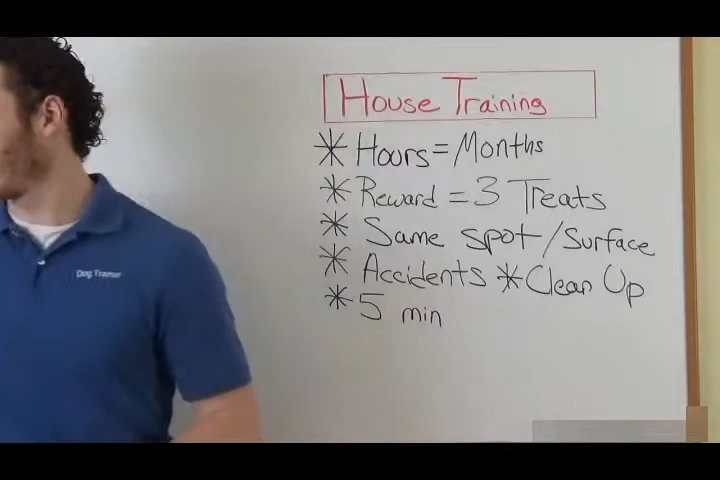 House Training
* Hours = Months
* Reward = 3 Treats
* Same spot / Surface
* Accidents * Clean Up
* 5 min
Dog Trainer